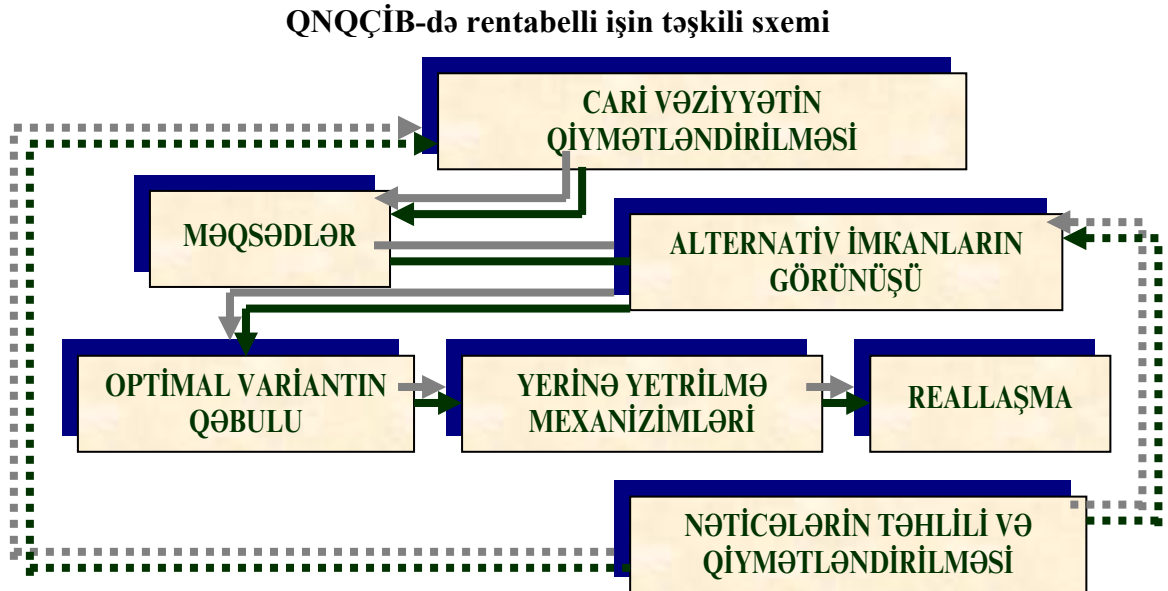 QNQÇİB-də rentabelli işin təşkili sxemi
CARİ VƏZİYYƏTİN
QİYMƏTLƏNDİRİLMƏSİ
MƏQSƏDLƏR
ALTERNATİV İMKANLARIN
GÖRÜNÜŞÜ
OPTİMAL VARİANTIN
QƏBULU
YERİNƏ YETRİLMƏ
MEXANİZİMLƏRİ
REALLAŞMA
NƏTİCƏLƏRİN TƏHLİLİ VƏ
QİYMƏTLƏNDİRİLMƏSİ